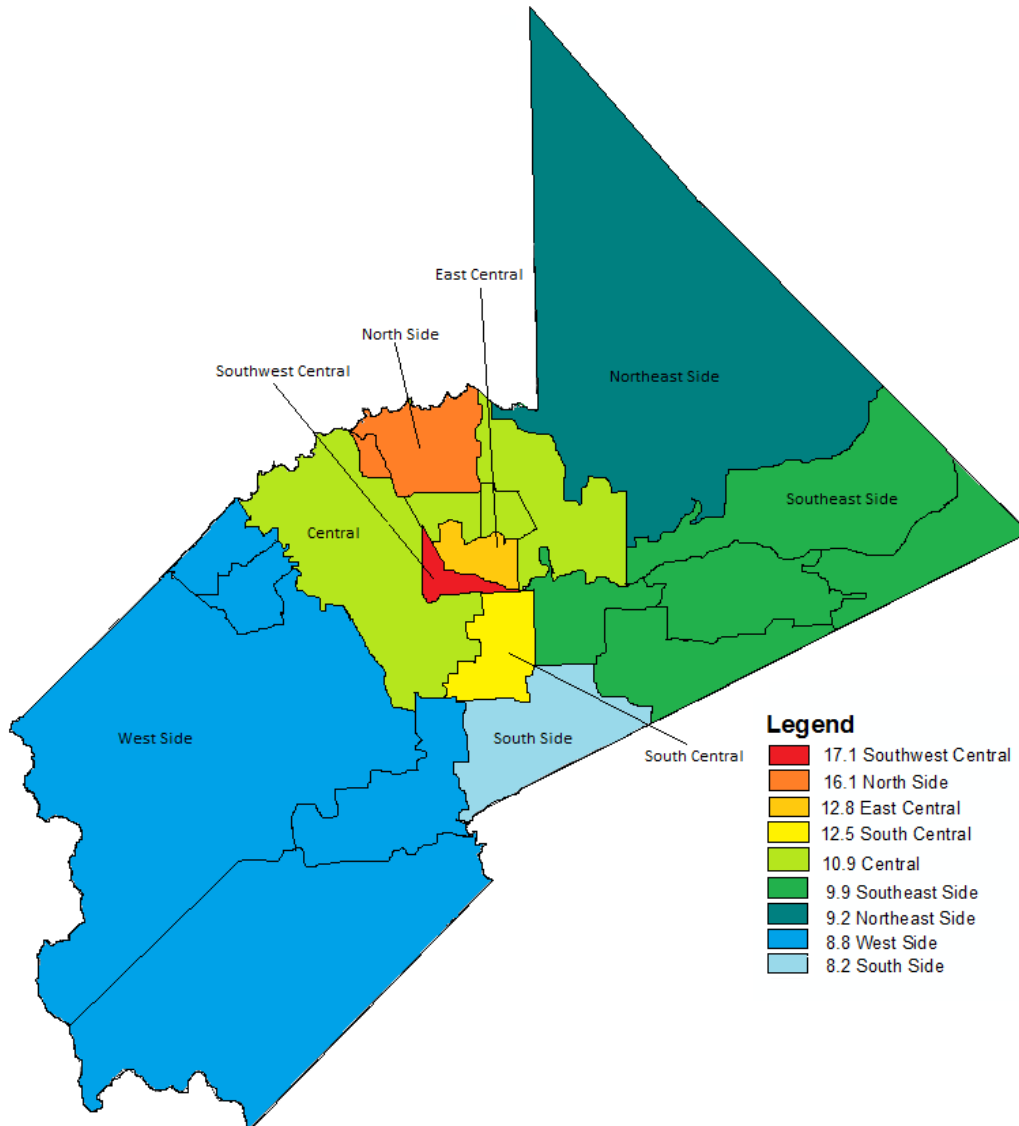 East Central
North Side
Southwest Central
Northeast Side
Southeast Side
Central
West Side
South Side
South Central
Legend
17.1 Southwest Central
16.1 North Side
12.8 East Central
12.5 South Central
10.9 Central
9.9 Southeast Side
9.2 Northeast Side
8.8 West Side
8.2 South Side